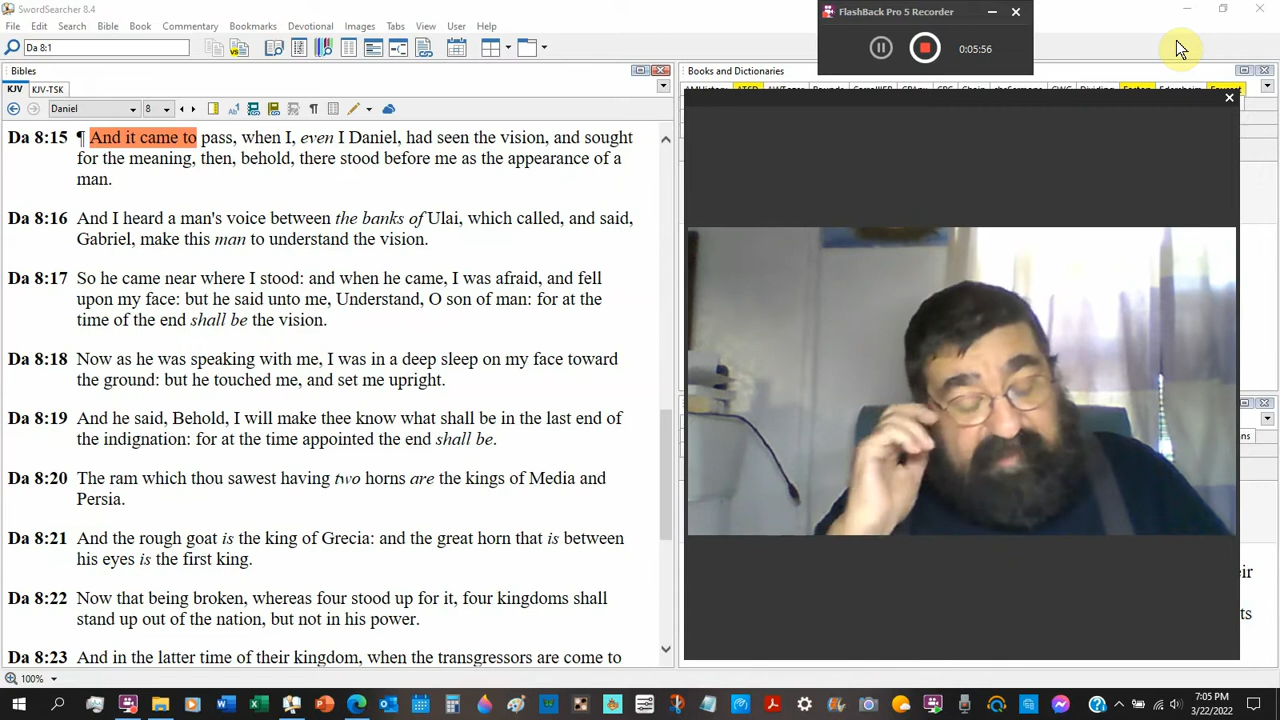 SwordSearcher 8.4
File Edit Search Bible Book Commentary Bookmarks Devotional Images Tabs View User Help
FlashBack Pro 5 Recorder
0:05:56
Da 8:1
Bibles
KJV KJV-TSK
Daniel 8
Books and Dictionaries
Da 8:15 ¶ And it came to pass, when I, even I Daniel, had seen the vision, and sought
for the meaning, then, behold, there stood before me as the appearance of a
man.
Da 8:16 And I heard a man's voice between the banks of Ulai, which called, and said,
Gabriel, make this man to understand the vision.
Da 8:17 So he came near where I stood: and when he came, I was afraid, and fell
upon my face: but he said unto me, Understand, O son of man: for at the
time of the end shall be the vision.
Da 8:18 Now as he was speaking with me, I was in a deep sleep on my face toward
the ground: but he touched me, and set me upright.
Da 8:19 And he said, Behold, I will make thee know what shall be in the last end of
the indignation: for at the time appointed the end shall be.
Da 8:20 The ram which thou sawest having two horns are the kings of Media and
Persia.
Da 8:21 And the rough goat is the king of Grecia: and the great horn that is between
his eyes is the first king.
Da 8:22 Now that being broken, whereas four stood up for it, four kingdoms shall
stand up out of the nation, but not in his power.
Da 8:23 And in the latter time of their kingdom, when the transgressors are come to
100%
7:05 PM
3/22/2022